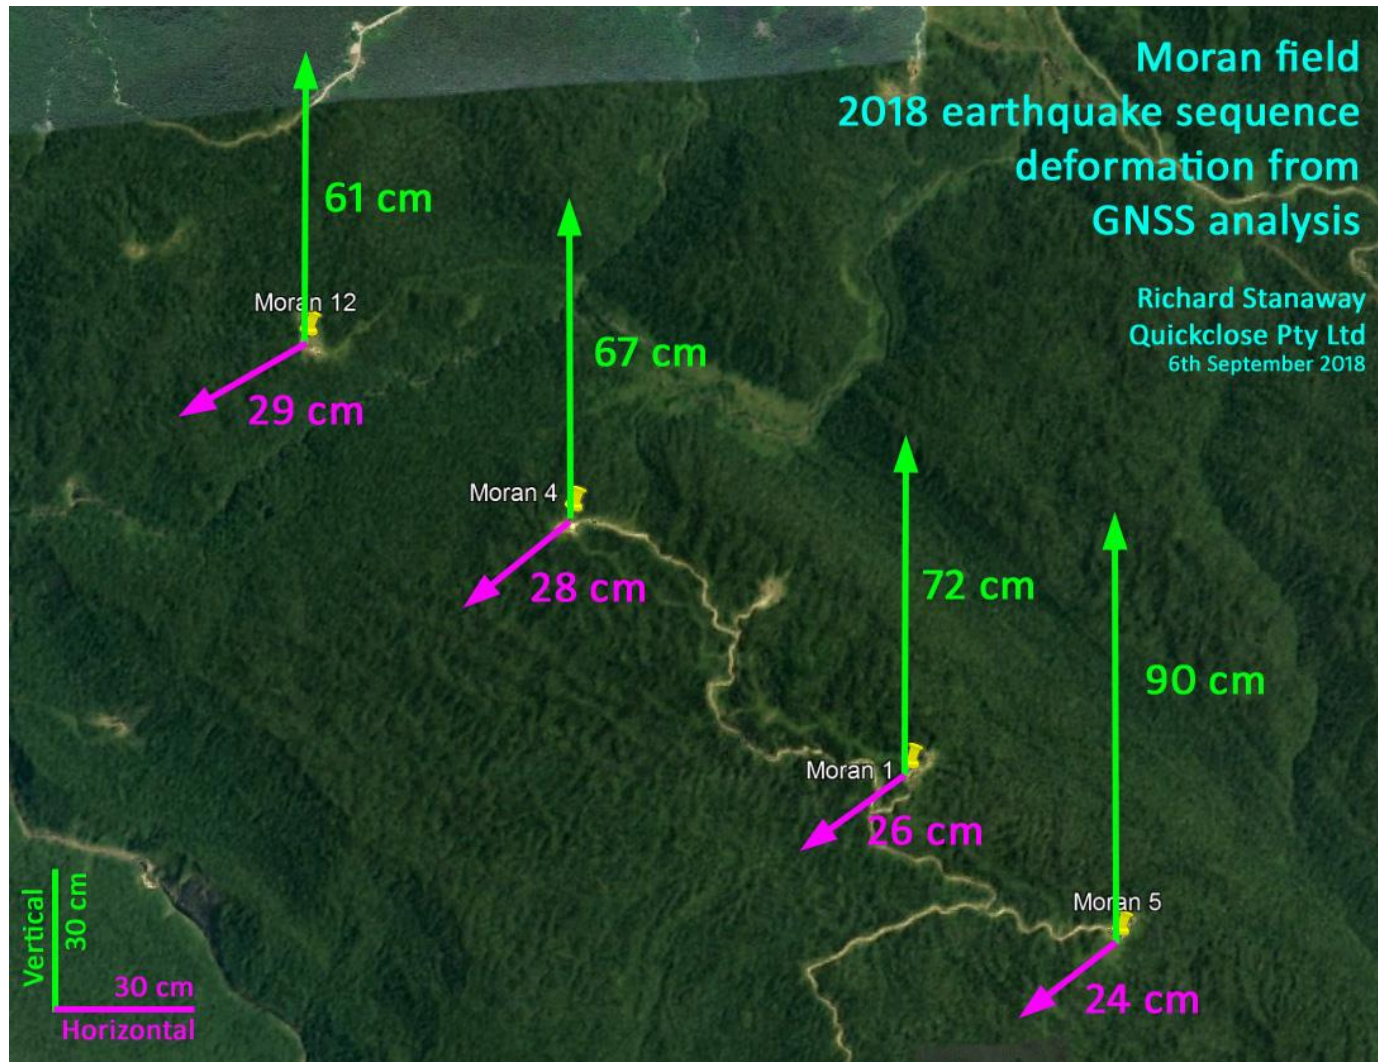 Moran field
2018 earthquake sequence
deformation from
GNSS analysis
Richard Stanaway
Quickclose Pty Ltd
6th September 2018
61 cm
Moran 12
29 cm
67 cm
Moran 4
28 cm
72 cm
Moran 1
26 cm
90 cm
Moran 5
24 cm
Vertical
30 cm
30 cm
Horizontal